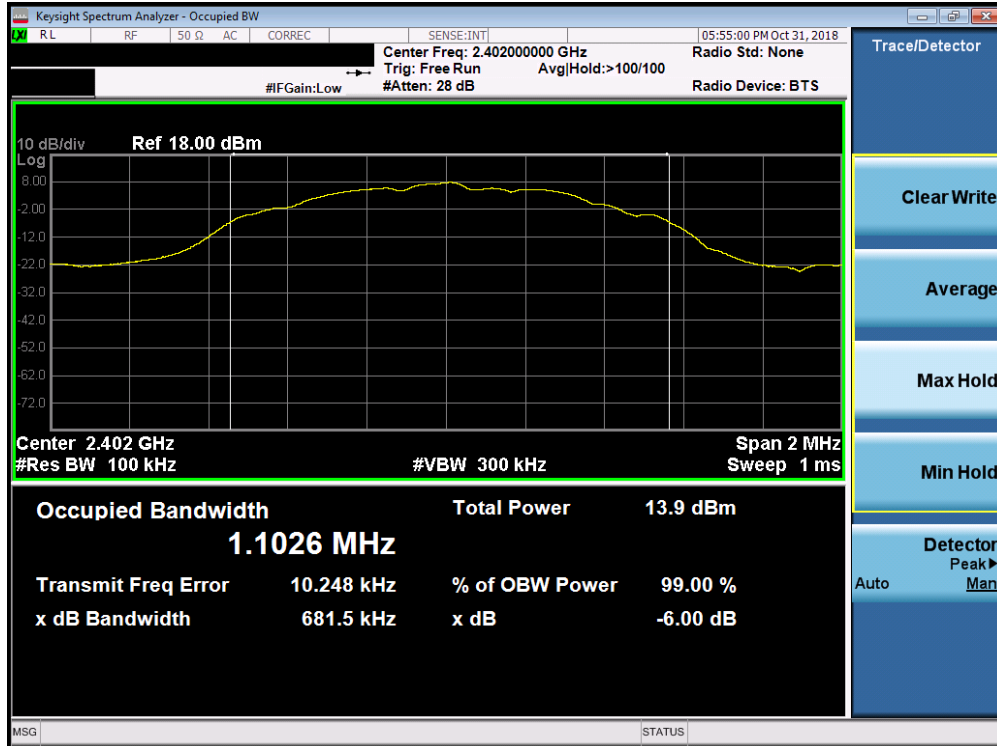 Keysight Spectrum Analyzer - Occupied BW
LXI RL RF 50 Ω AC CORREC SENSE:INT 05:55:00 PM Oct 31, 2018
Center Freq: 2.402000000 GHz Radio Std: None
Trig: Free Run Avg|Hold:>100/100
#IFGain:Low #Atten: 28 dB Radio Device: BTS
10 dB/div Ref 18.00 dBm
Log
8.00
-2.00
-12.0
-22.0
-32.0
-42.0
-52.0
-62.0
-72.0
Center 2.402 GHz Span 2 MHz
#Res BW 100 kHz #VBW 300 kHz Sweep 1 ms
Occupied Bandwidth Total Power 13.9 dBm
1.1026 MHz
Transmit Freq Error 10.248 kHz % of OBW Power 99.00 %
x dB Bandwidth 681.5 kHz x dB -6.00 dB
MSG STATUS
Trace/Detector
Clear Write
Average
Max Hold
Min Hold
Detector
Peak▶
Auto Man